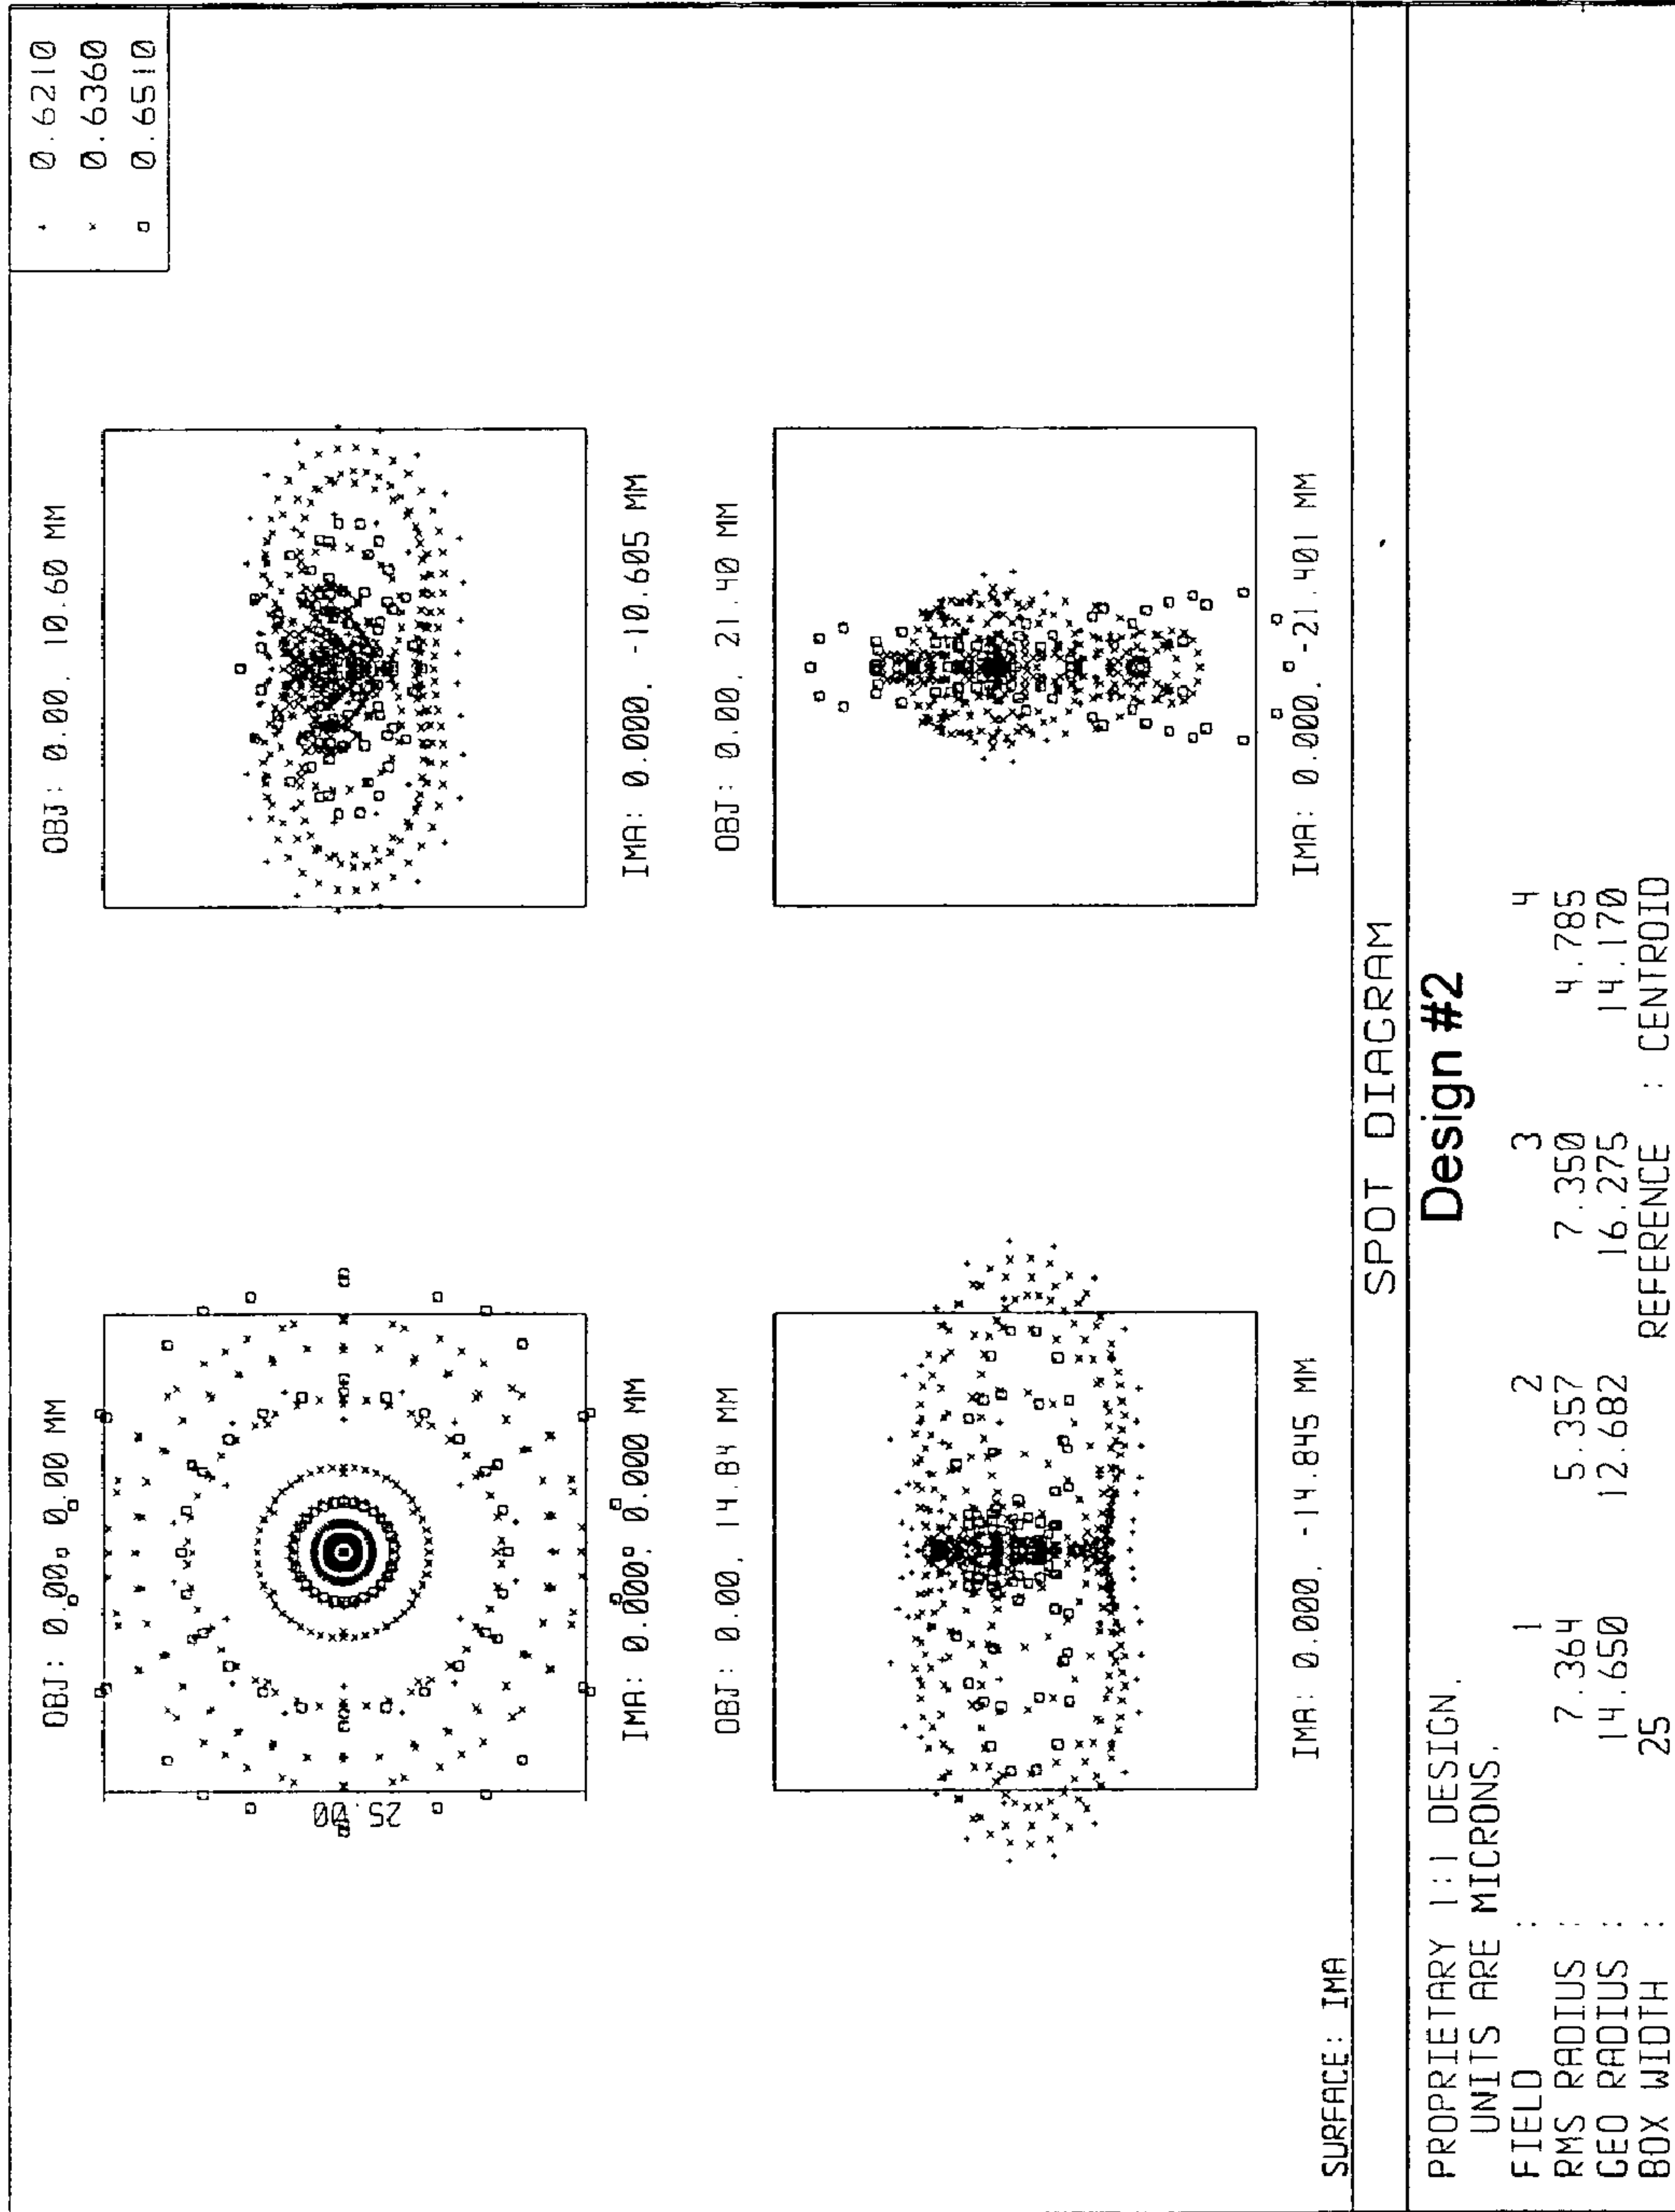 + 0.6210
× 0.6360
□ 0.6510
OBJ: 0.00, 0.00 MM
OBJ: 0.00, 10.60 MM
25.00
IMA: 0.000, 0.000 MM
IMA: 0.000, -10.605 MM
OBJ: 0.00, 14.84 MM
OBJ: 0.00, 21.40 MM
IMA: 0.000, -14.845 MM
IMA: 0.000, -21.401 MM
SURFACE: IMA
SPOT DIAGRAM
Design #2
PROPRIETARY 1:1 DESIGN.
UNITS ARE MICRONS.
FIELD : 1 2 3 4
RMS RADIUS : 7.364 5.357 7.350 4.785
GEO RADIUS : 14.650 12.682 16.275 14.170
BOX WIDTH : 25 REFERENCE : CENTROID